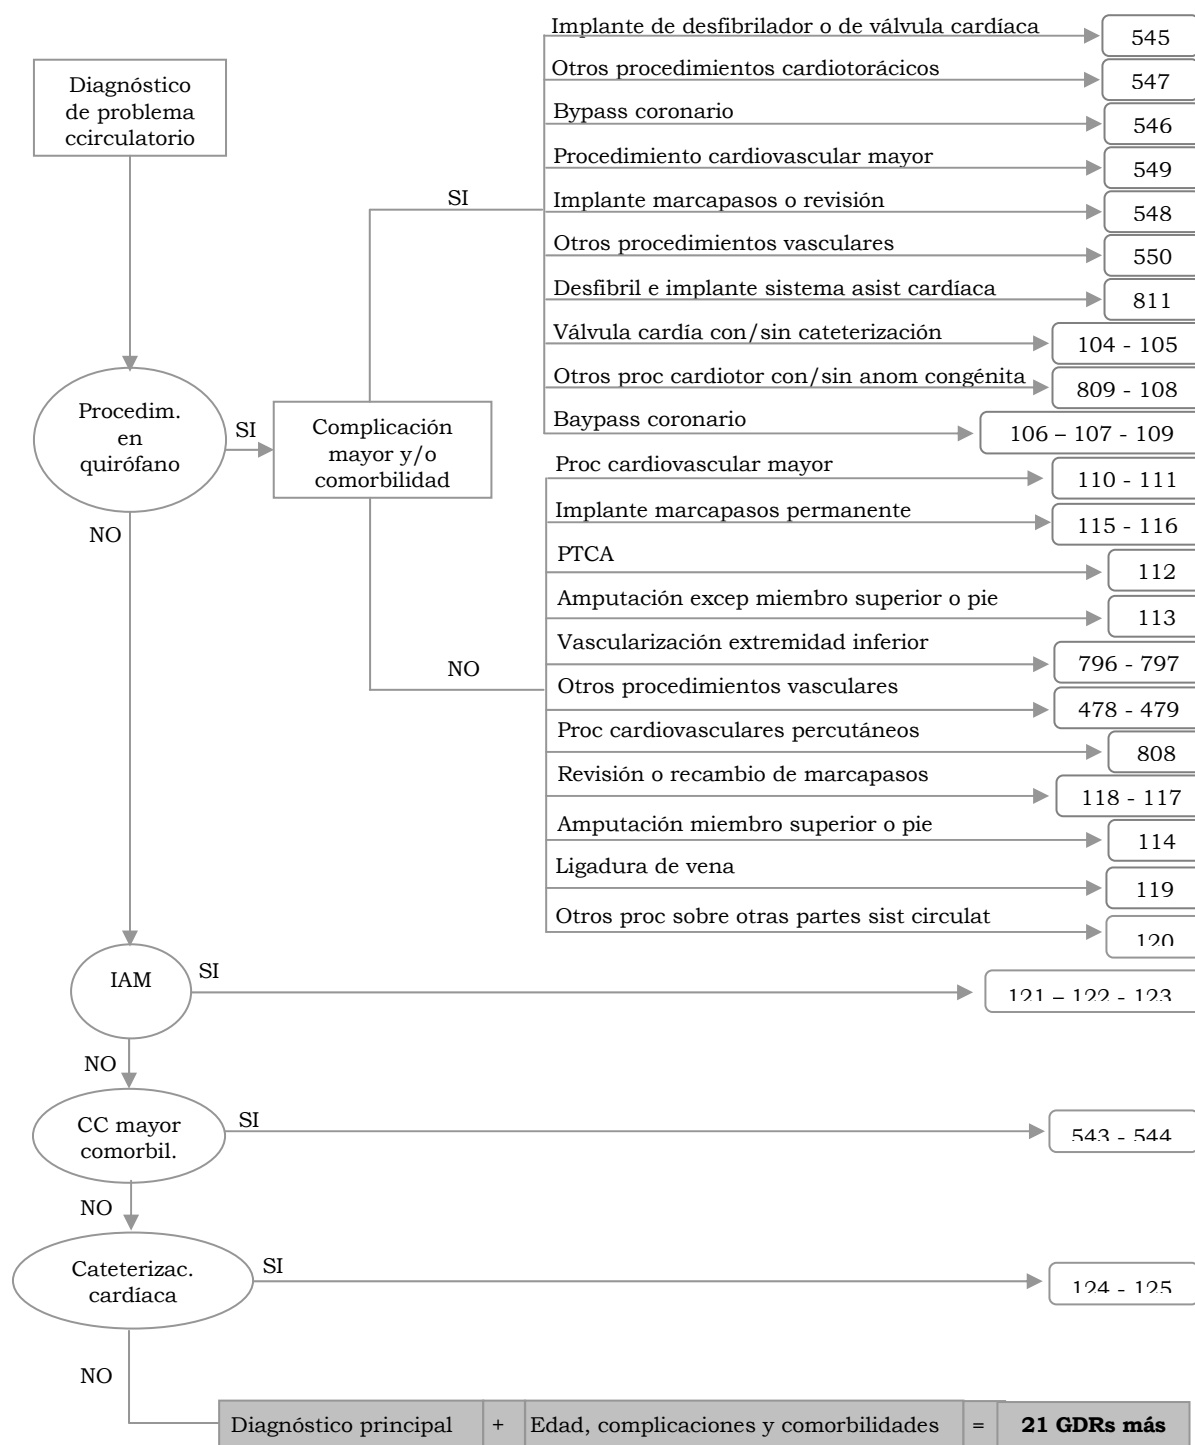 Diagnóstico
de problema
ccirculatorio
Procedim.
en
quirófano
SI
NO
Complicación
mayor y/o
comorbilidad
SI
Implante de desfibrilador o de válvula cardíaca
545
Otros procedimientos cardiotorácicos
547
Bypass coronario
546
Procedimiento cardiovascular mayor
549
Implante marcapasos o revisión
548
Otros procedimientos vasculares
550
Desfibril e implante sistema asist cardíaca
811
Válvula cardía con/sin cateterización
104 - 105
Otros proc cardiotor con/sin anom congénita
809 - 108
Baypass coronario
106 – 107 - 109
NO
Proc cardiovascular mayor
110 - 111
Implante marcapasos permanente
115 - 116
PTCA
112
Amputación excep miembro superior o pie
113
Vascularización extremidad inferior
796 - 797
Otros procedimientos vasculares
478 - 479
Proc cardiovasculares percutáneos
808
Revisión o recambio de marcapasos
118 - 117
Amputación miembro superior o pie
114
Ligadura de vena
119
Otros proc sobre otras partes sist circulat
120
IAM
SI
121 – 122 - 123
NO
CC mayor
comorbil.
SI
543 - 544
NO
Cateterizac.
cardíaca
SI
124 - 125
NO
Diagnóstico principal + Edad, complicaciones y comorbilidades = 21 GDRs más